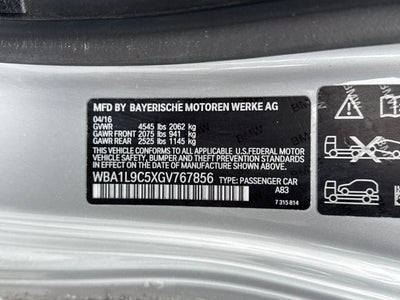 MFD BY BAYERISCHE MOTOREN WERKE AG
04/16
GVWR 4545 lbs 2062 kg
GAWR FRONT 2075 lbs 941 kg
GAWR REAR 2525 lbs 1145 kg
THIS VEHICLE CONFORMS TO ALL APPLICABLE
U.S.FEDERAL MOTOR VEHICLE SAFETY,
BUMPER, AND THEFT PREVENTION STANDARDS
IN EFFECT ON THE DATE OF MANUFACTURE
SHOWN ABOVE.
WBA1L9C5XGV767856 TYPE: PASSENGER CAR
A83
7 315 814